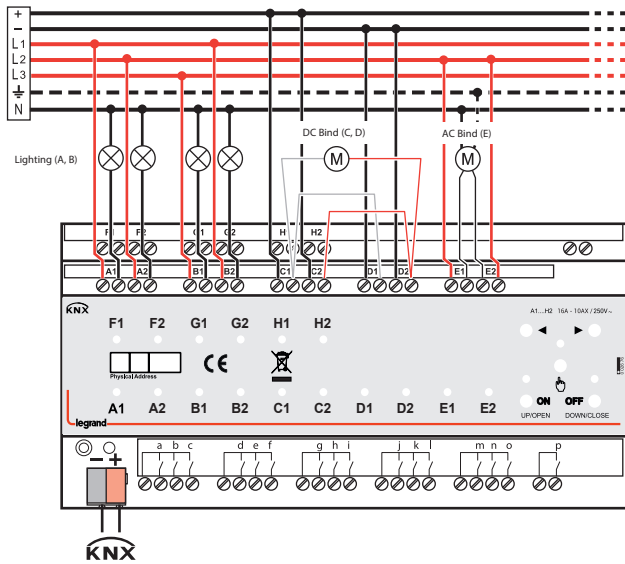 +
−
L1
L2
L3
N
DC Bind (C, D)
AC Bind (E)
Lighting (A, B)
M
M
F1 F2 G1 G2 H1 H2
A1 A2 B1 B2 C1 C2 D1 D2 E1 E2
KNX
A1....H2 16A - 10AX / 250V~
F1 F2 G1 G2 H1 H2
Physical Address
CE
ON OFF
A1 A2 B1 B2 C1 C2 D1 D2 E1 E2
UP/OPEN DOWN/CLOSE
legrand
a b c d e f g h i j k l m n o p
− +
KNX